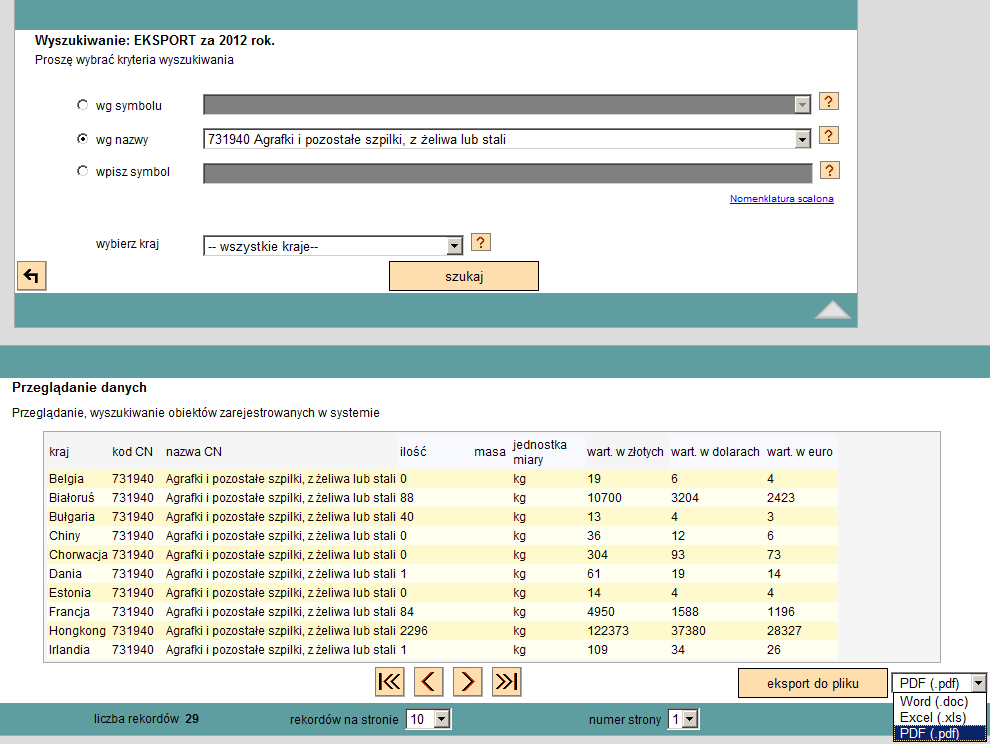 Wyszukiwanie: EKSPORT za 2012 rok.
Proszę wybrać kryteria wyszukiwania
wg symbolu ?
wg nazwy 731940 Agrafki i pozostałe szpilki, z żeliwa lub stali ?
wpisz symbol ?
Nomenklatura scalona
wybierz kraj -- wszystkie kraje-- ?
szukaj
Przeglądanie danych
Przeglądanie, wyszukiwanie obiektów zarejestrowanych w systemie
kraj kod CN nazwa CN ilość masa jednostka miary wart. w złotych wart. w dolarach wart. w euro
Belgia 731940 Agrafki i pozostałe szpilki, z żeliwa lub stali 0 kg 19 6 4
Białoruś 731940 Agrafki i pozostałe szpilki, z żeliwa lub stali 88 kg 10700 3204 2423
Bułgaria 731940 Agrafki i pozostałe szpilki, z żeliwa lub stali 40 kg 13 4 3
Chiny 731940 Agrafki i pozostałe szpilki, z żeliwa lub stali 0 kg 36 12 6
Chorwacja 731940 Agrafki i pozostałe szpilki, z żeliwa lub stali 0 kg 304 93 73
Dania 731940 Agrafki i pozostałe szpilki, z żeliwa lub stali 1 kg 61 19 14
Estonia 731940 Agrafki i pozostałe szpilki, z żeliwa lub stali 0 kg 14 4 4
Francja 731940 Agrafki i pozostałe szpilki, z żeliwa lub stali 84 kg 4950 1588 1196
Hongkong 731940 Agrafki i pozostałe szpilki, z żeliwa lub stali 2296 kg 122373 37380 28327
Irlandia 731940 Agrafki i pozostałe szpilki, z żeliwa lub stali 1 kg 109 34 26
eksport do pliku PDF (.pdf)
Word (.doc)
Excel (.xls)
PDF (.pdf)
liczba rekordów 29 rekordów na stronie 10 numer strony 1